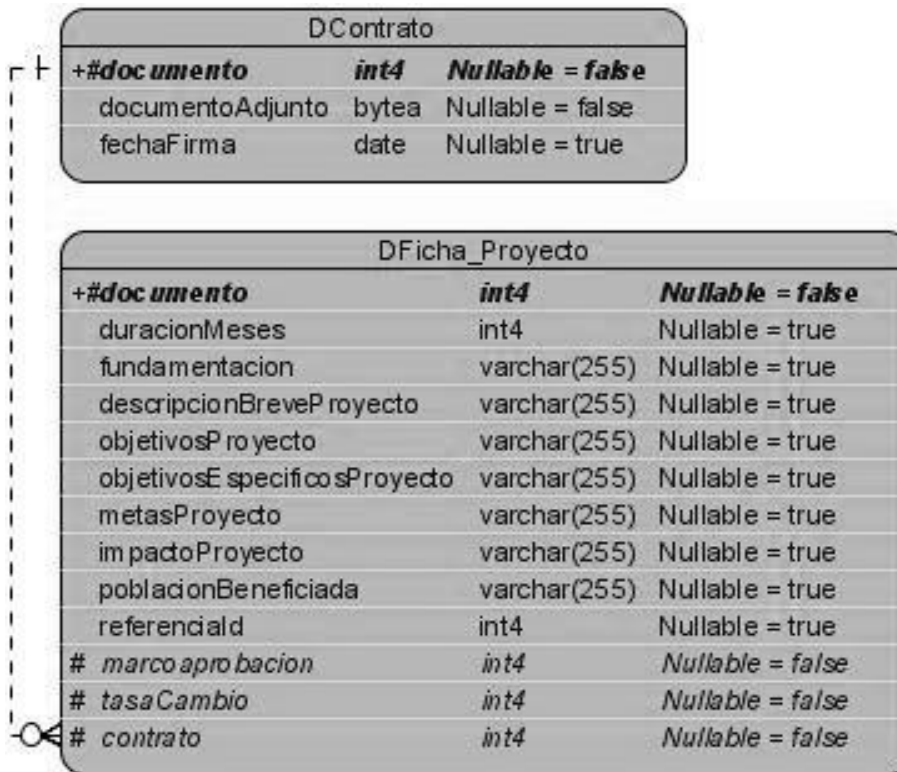 DContrato
+#documento int4 Nullable = false
documentoAdjunto bytea Nullable = false
fechaFirma date Nullable = true
DFicha_Proyecto
+#documento int4 Nullable = false
duracionMeses int4 Nullable = true
fundamentacion varchar(255) Nullable = true
descripcionBreveProyecto varchar(255) Nullable = true
objetivosProyecto varchar(255) Nullable = true
objetivosEspecificosProyecto varchar(255) Nullable = true
metasProyecto varchar(255) Nullable = true
impactoProyecto varchar(255) Nullable = true
poblacionBeneficiada varchar(255) Nullable = true
referenciaId int4 Nullable = true
# marcoaprobacion int4 Nullable = false
# tasaCambio int4 Nullable = false
# contrato int4 Nullable = false